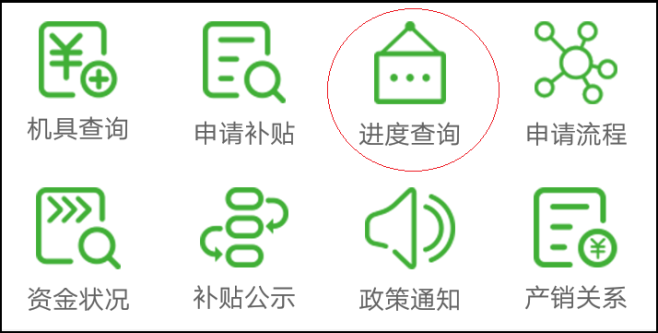 机具查询
申请补贴
进度查询
申请流程
资金状况
补贴公示
政策通知
产销关系